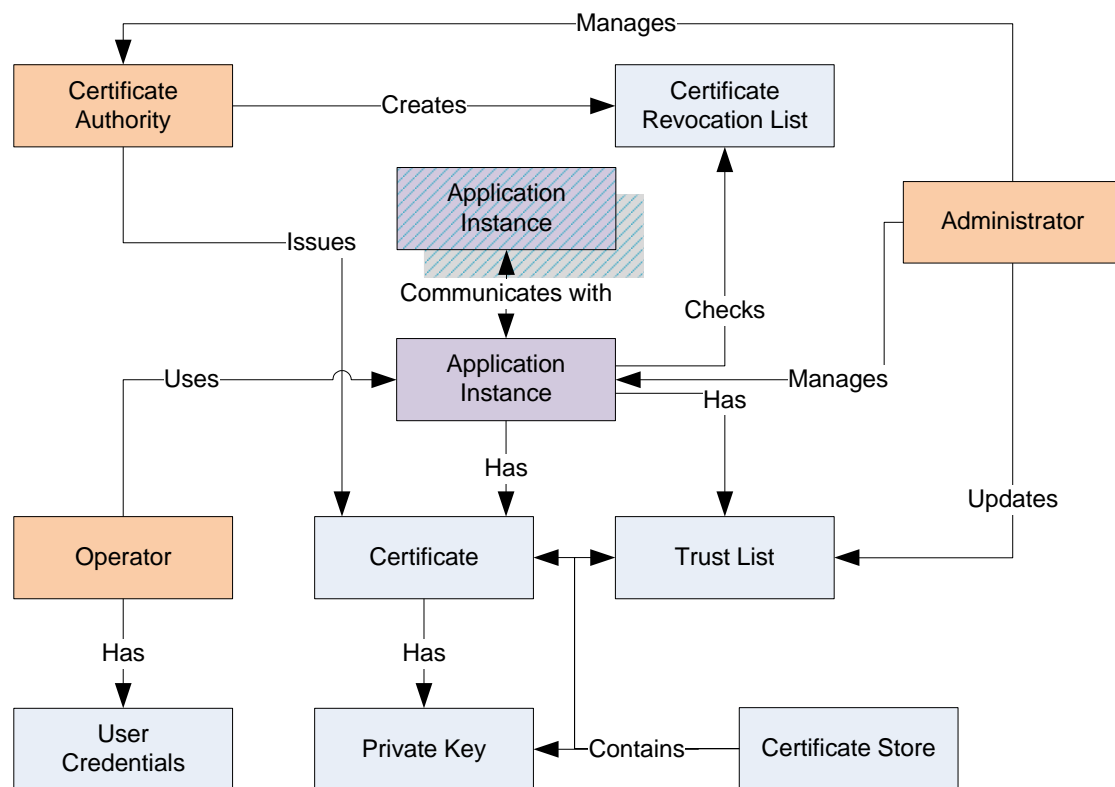 Manages
Certificate
Authority
Creates
Certificate
Revocation List
Application
Instance
Administrator
Issues
Communicates with
Checks
Application
Instance
Uses
Manages
Has
Has
Updates
Operator
Certificate
Trust List
Has
Has
User
Credentials
Private Key
Contains
Certificate Store